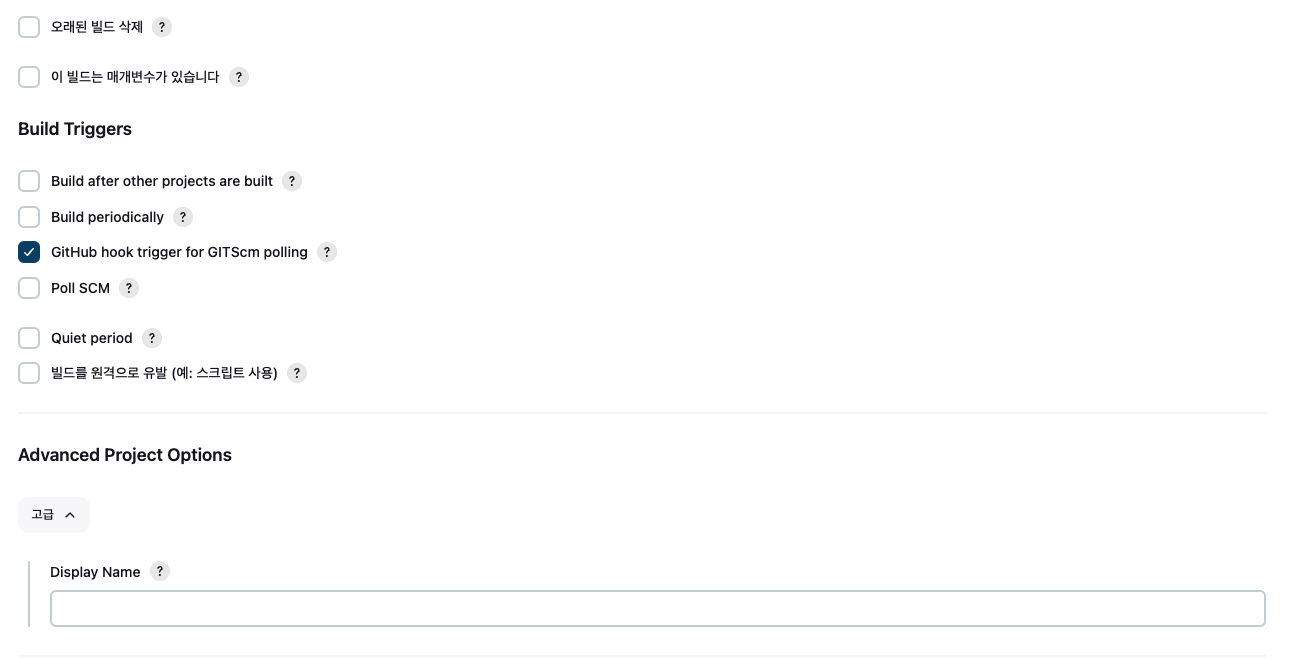 오래된 빌드 삭제 ?
이 빌드는 매개변수가 있습니다 ?
Build Triggers
Build after other projects are built ?
Build periodically ?
GitHub hook trigger for GITScm polling ?
Poll SCM ?
Quiet period ?
빌드를 원격으로 유발 (예: 스크립트 사용) ?
Advanced Project Options
고급
Display Name ?